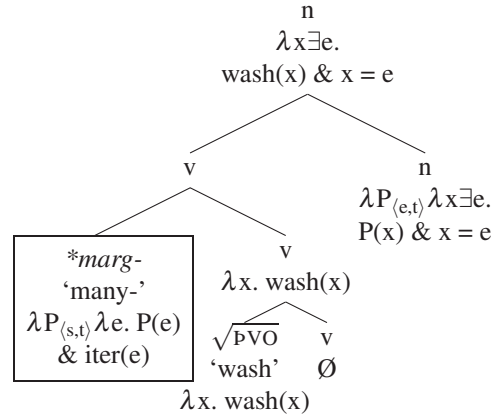 n
λx∃e.
wash(x) & x = e
v
n
λP⟨e,t⟩λx∃e.
P(x) & x = e
*marg-
‘many-’
λP⟨s,t⟩λe. P(e)
& iter(e)
v
λx. wash(x)
√ÞVO v
‘wash’ Ø
λx. wash(x)